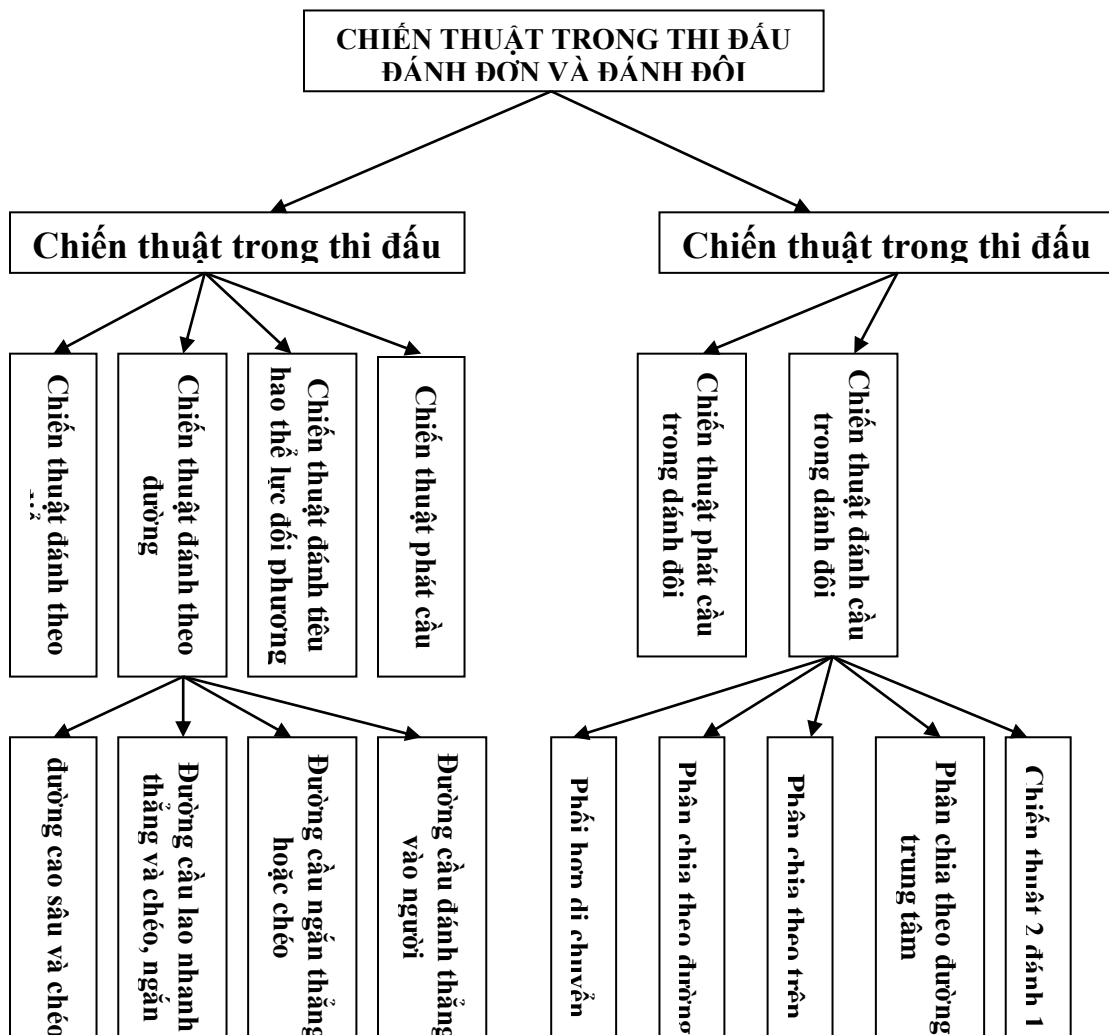 CHIẾN THUẬT TRONG THI ĐẤU
ĐÁNH ĐƠN VÀ ĐÁNH ĐÔI
Chiến thuật trong thi đấu
Chiến thuật trong thi đấu
Chiến thuật đánh theo
Chiến thuật đánh theo
đường
Chiến thuật đánh tiêu
hao thể lực đối phương
Chiến thuật phát cầu
Chiến thuật phát cầu
trong dánh đôi
Chiến thuật đánh cầu
trong dánh đôi
đường cao sâu và chéo
Đường cầu lao nhanh
thẳng và chéo, ngắn
Đường cầu ngắn thẳng
hoặc chéo
Đường cầu đánh thẳng
vào người
Phối hơp di chuyển
Phân chia theo đường
Phân chia theo trên
Phân chia theo đường
trung tâm
Chiến thuật 2 đánh 1